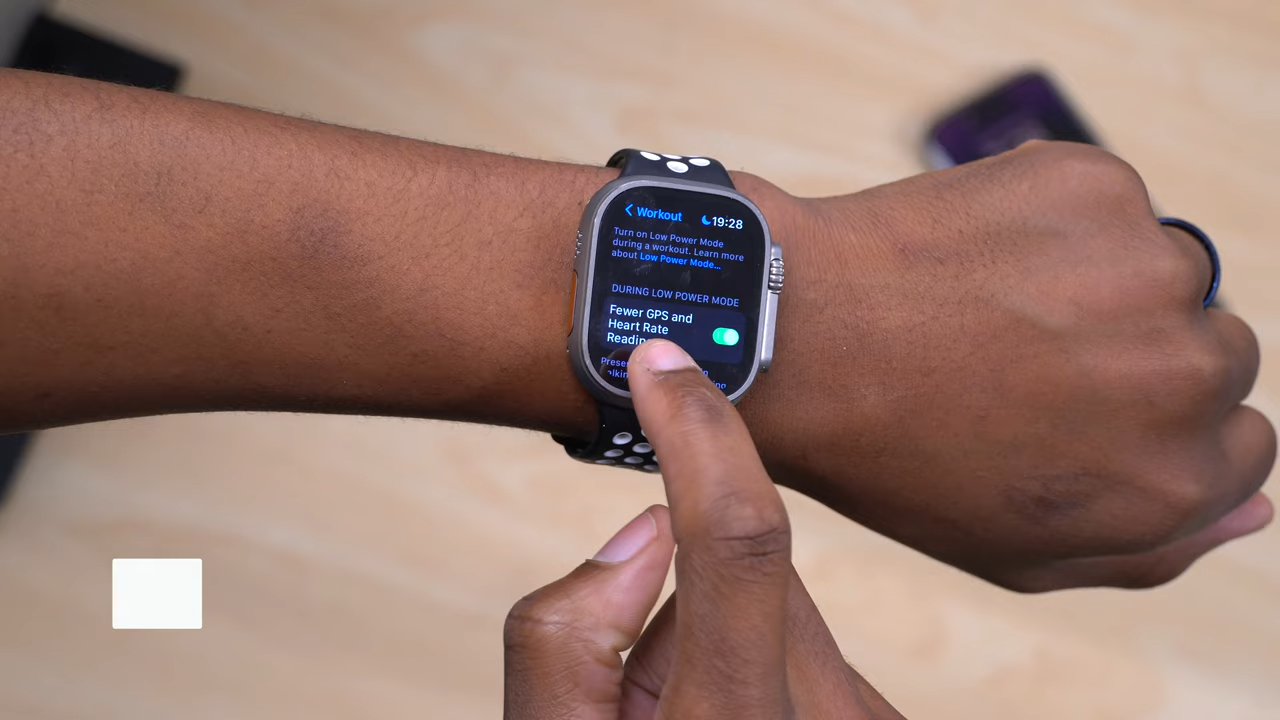 Workout
19:28
Turn on Low Power Mode
during a workout. Learn more
about Low Power Mode...
DURING LOW POWER MODE
Fewer GPS and
Heart Rate